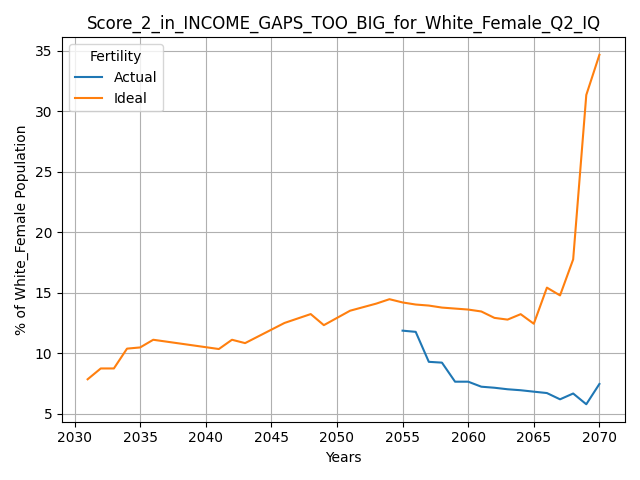 Score_2_in_INCOME_GAPS_TOO_BIG_for_White_Female_Q2_IQ
Fertility
Actual
Ideal
% of White_Female Population
35
30
25
20
15
10
5
2030 2035 2040 2045 2050 2055 2060 2065 2070
Years